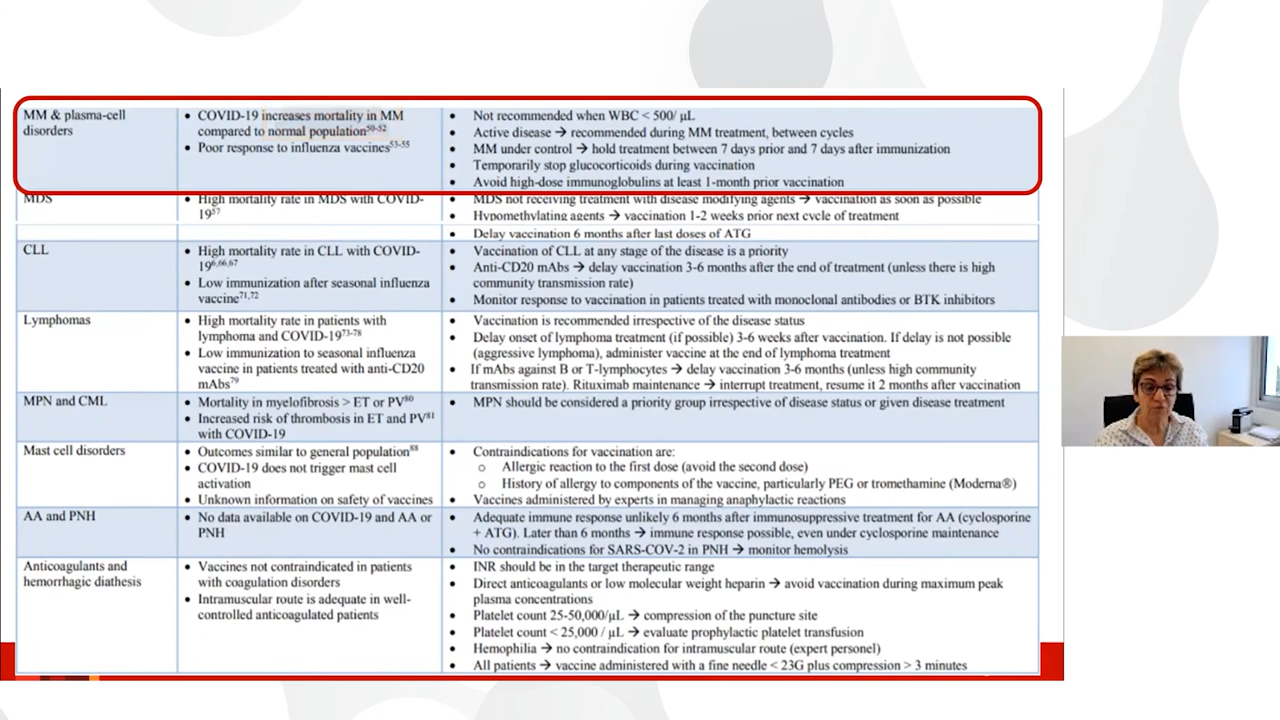 MM & plasma-cell disorders
• COVID-19 increases mortality in MM compared to normal population50-52
• Poor response to influenza vaccines53-55
• Not recommended when WBC < 500/ μL
• Active disease → recommended during MM treatment, between cycles
• MM under control → hold treatment between 7 days prior and 7 days after immunization
• Temporarily stop glucocorticoids during vaccination
• Avoid high-dose immunoglobulins at least 1-month prior vaccination
MDS
• High mortality rate in MDS with COVID-
1957
• MDS not receiving treatment with disease modifying agents → vaccination as soon as possible
• Hypomethylating agents → vaccination 1-2 weeks prior next cycle of treatment
• Delay vaccination 6 months after last doses of ATG
CLL
• High mortality rate in CLL with COVID-
196,66,67
• Low immunization after seasonal influenza
vaccine71,72
• Vaccination of CLL at any stage of the disease is a priority
• Anti-CD20 mAbs → delay vaccination 3-6 months after the end of treatment (unless there is high
community transmission rate)
• Monitor response to vaccination in patients treated with monoclonal antibodies or BTK inhibitors
Lymphomas
• High mortality rate in patients with
lymphoma and COVID-1973-78
• Low immunization to seasonal influenza
vaccine in patients treated with anti-CD20
mAbs79
• Vaccination is recommended irrespective of the disease status
• Delay onset of lymphoma treatment (if possible) 3-6 weeks after vaccination. If delay is not possible
(aggressive lymphoma), administer vaccine at the end of lymphoma treatment
• If mAbs against B or T-lymphocytes → delay vaccination 3-6 months (unless high community
transmission rate). Rituximab maintenance → interrupt treatment, resume it 2 months after vaccination
MPN and CML
• Mortality in myelofibrosis > ET or PV80
• Increased risk of thrombosis in ET and PV81
with COVID-19
• MPN should be considered a priority group irrespective of disease status or given disease treatment
Mast cell disorders
• Outcomes similar to general population88
• COVID-19 does not trigger mast cell
activation
• Unknown information on safety of vaccines
• Contraindications for vaccination are:
o Allergic reaction to the first dose (avoid the second dose)
o History of allergy to components of the vaccine, particularly PEG or tromethamine (Moderna®)
• Vaccines administered by experts in managing anaphylactic reactions
AA and PNH
• No data available on COVID-19 and AA or
PNH
• Adequate immune response unlikely 6 months after immunosuppressive treatment for AA (cyclosporine
+ ATG). Later than 6 months → immune response possible, even under cyclosporine maintenance
• No contraindications for SARS-COV-2 in PNH → monitor hemolysis
Anticoagulants and
hemorrhagic diathesis
• Vaccines not contraindicated in patients
with coagulation disorders
• Intramuscular route is adequate in well-
controlled anticoagulated patients
• INR should be in the target therapeutic range
• Direct anticoagulants or low molecular weight heparin → avoid vaccination during maximum peak
plasma concentrations
• Platelet count 25-50,000/μL → compression of the puncture site
• Platelet count < 25,000 / μL → evaluate prophylactic platelet transfusion
• Hemophilia → no contraindication for intramuscular route (expert personel)
• All patients → vaccine administered with a fine needle < 23G plus compression > 3 minutes